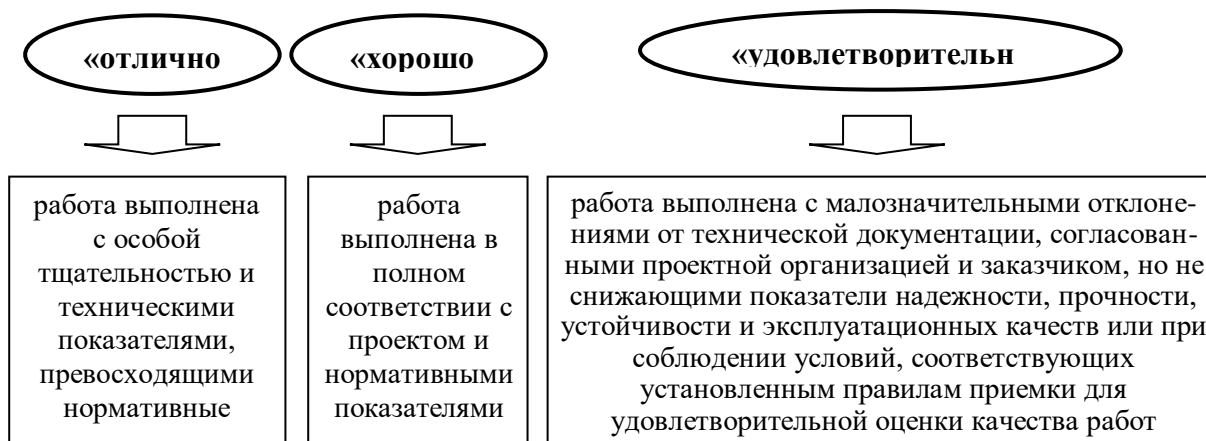 «отлично
«хорошо
«удовлетворительн
работа выполнена
с особой
тщательностью и
техническими
показателями,
превосходящими
нормативные
работа
выполнена в
полном
соответствии с
проектом и
нормативными
показателями
работа выполнена с малозначительными отклоне-
ниями от технической документации, согласован-
ными проектной организацией и заказчиком, но не
снижающими показатели надежности, прочности,
устойчивости и эксплуатационных качеств или при
соблюдении условий, соответствующих
установленным правилам приемки для
удовлетворительной оценки качества работ